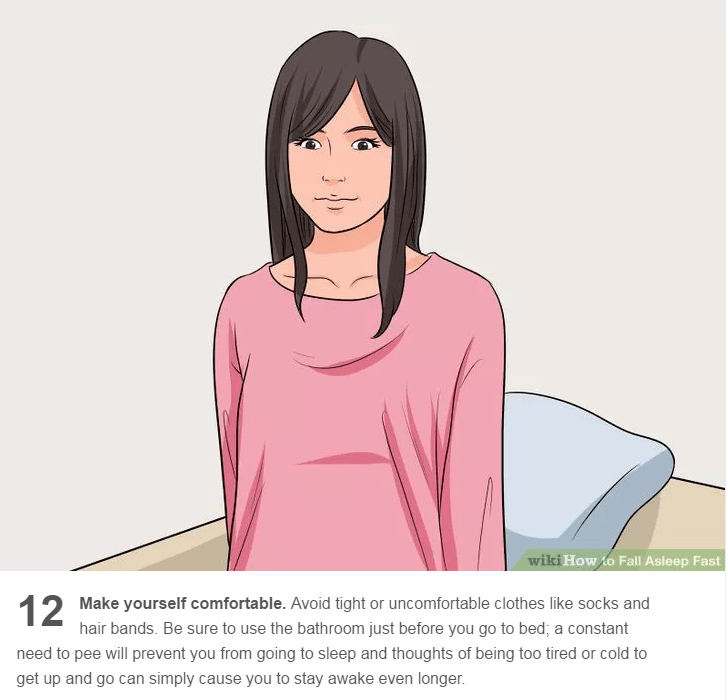 wikiHow to Fall Asleep Fast
12 Make yourself comfortable. Avoid tight or uncomfortable clothes like socks and
hair bands. Be sure to use the bathroom just before you go to bed; a constant
need to pee will prevent you from going to sleep and thoughts of being too tired or cold to
get up and go can simply cause you to stay awake even longer.